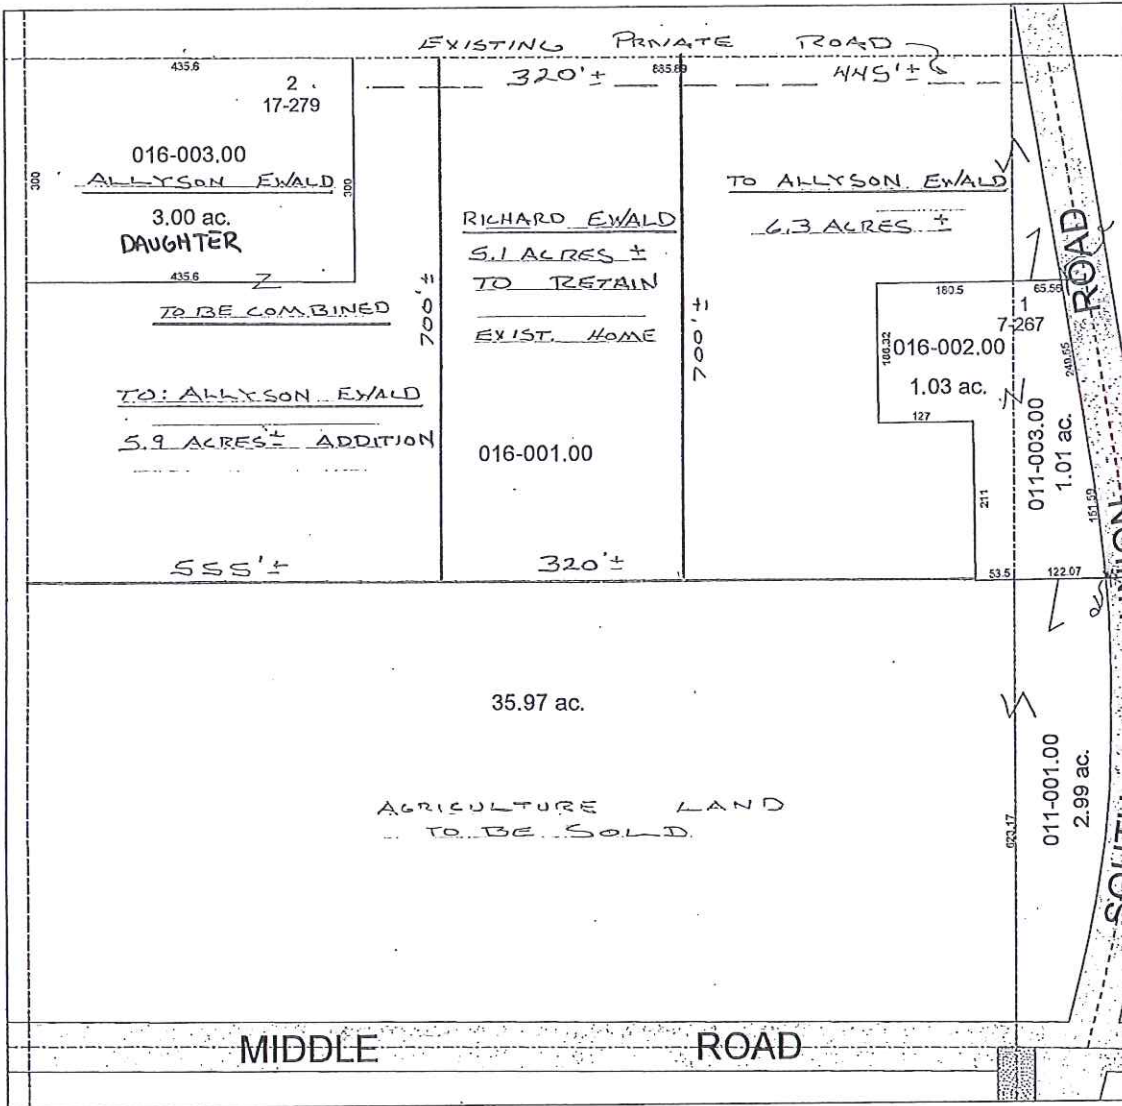 EXISTING PRIVATE ROAD
435.6
320'±
835.89
445'±
2
17-279
016-003.00
ALLYSON EWALD
3.00 ac.
DAUGHTER
300
300
435.6
TO BE COMBINED
TO: ALLYSON EWALD
5.9 ACRES± ADDITION
700'±
555'±
RICHARD EWALD
5.1 ACRES ±
TO RETAIN
EXIST. HOME
016-001.00
320'±
700'±
TO ALLYSON EWALD
6.3 ACRES ±
180.5
65.56
1
7-267
186.32
016-002.00
1.03 ac.
127
211
53.5
122.07
011-003.00
1.01 ac.
151.59
ROAD
SOUTH
35.97 ac.
AGRICULTURE LAND
TO BE SOLD
623.17
011-001.00
2.99 ac.
MIDDLE ROAD